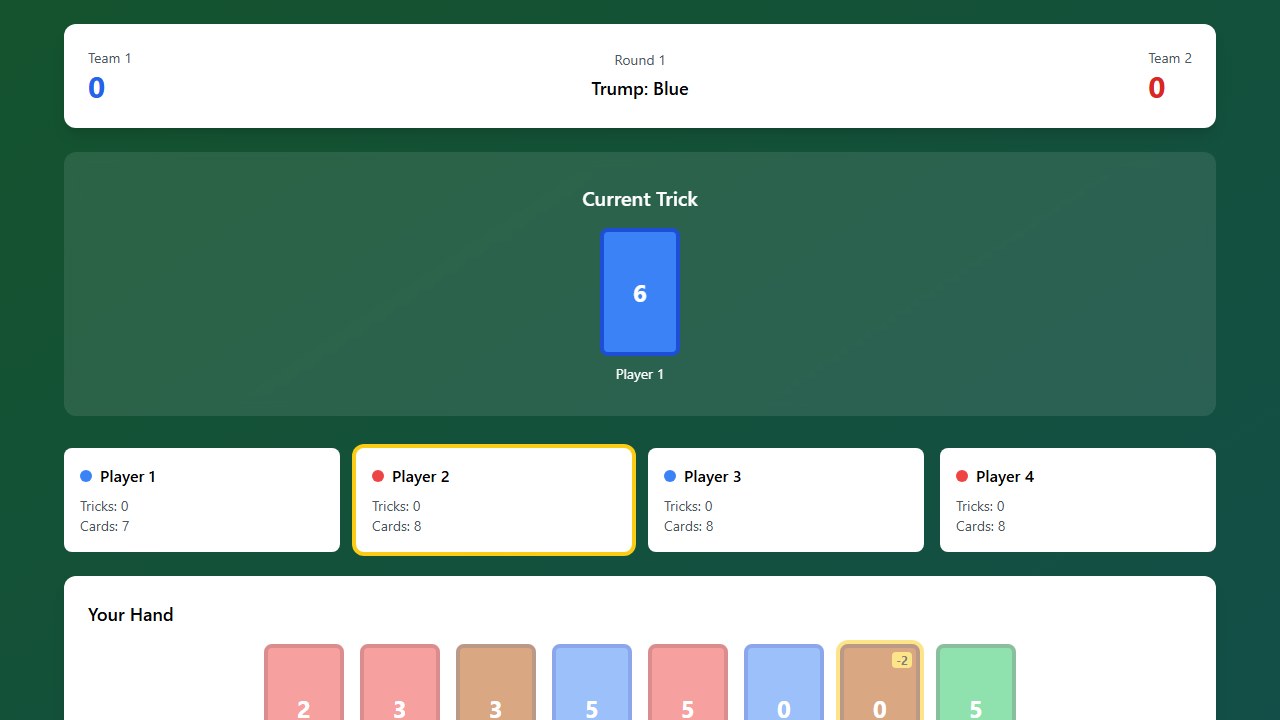 Team 1
0
Round 1
Trump: Blue
Team 2
0
Current Trick
6
Player 1
Player 1
Tricks: 0
Cards: 7
Player 2
Tricks: 0
Cards: 8
Player 3
Tricks: 0
Cards: 8
Player 4
Tricks: 0
Cards: 8
Your Hand
2
3
3
5
5
0
-2
0
5